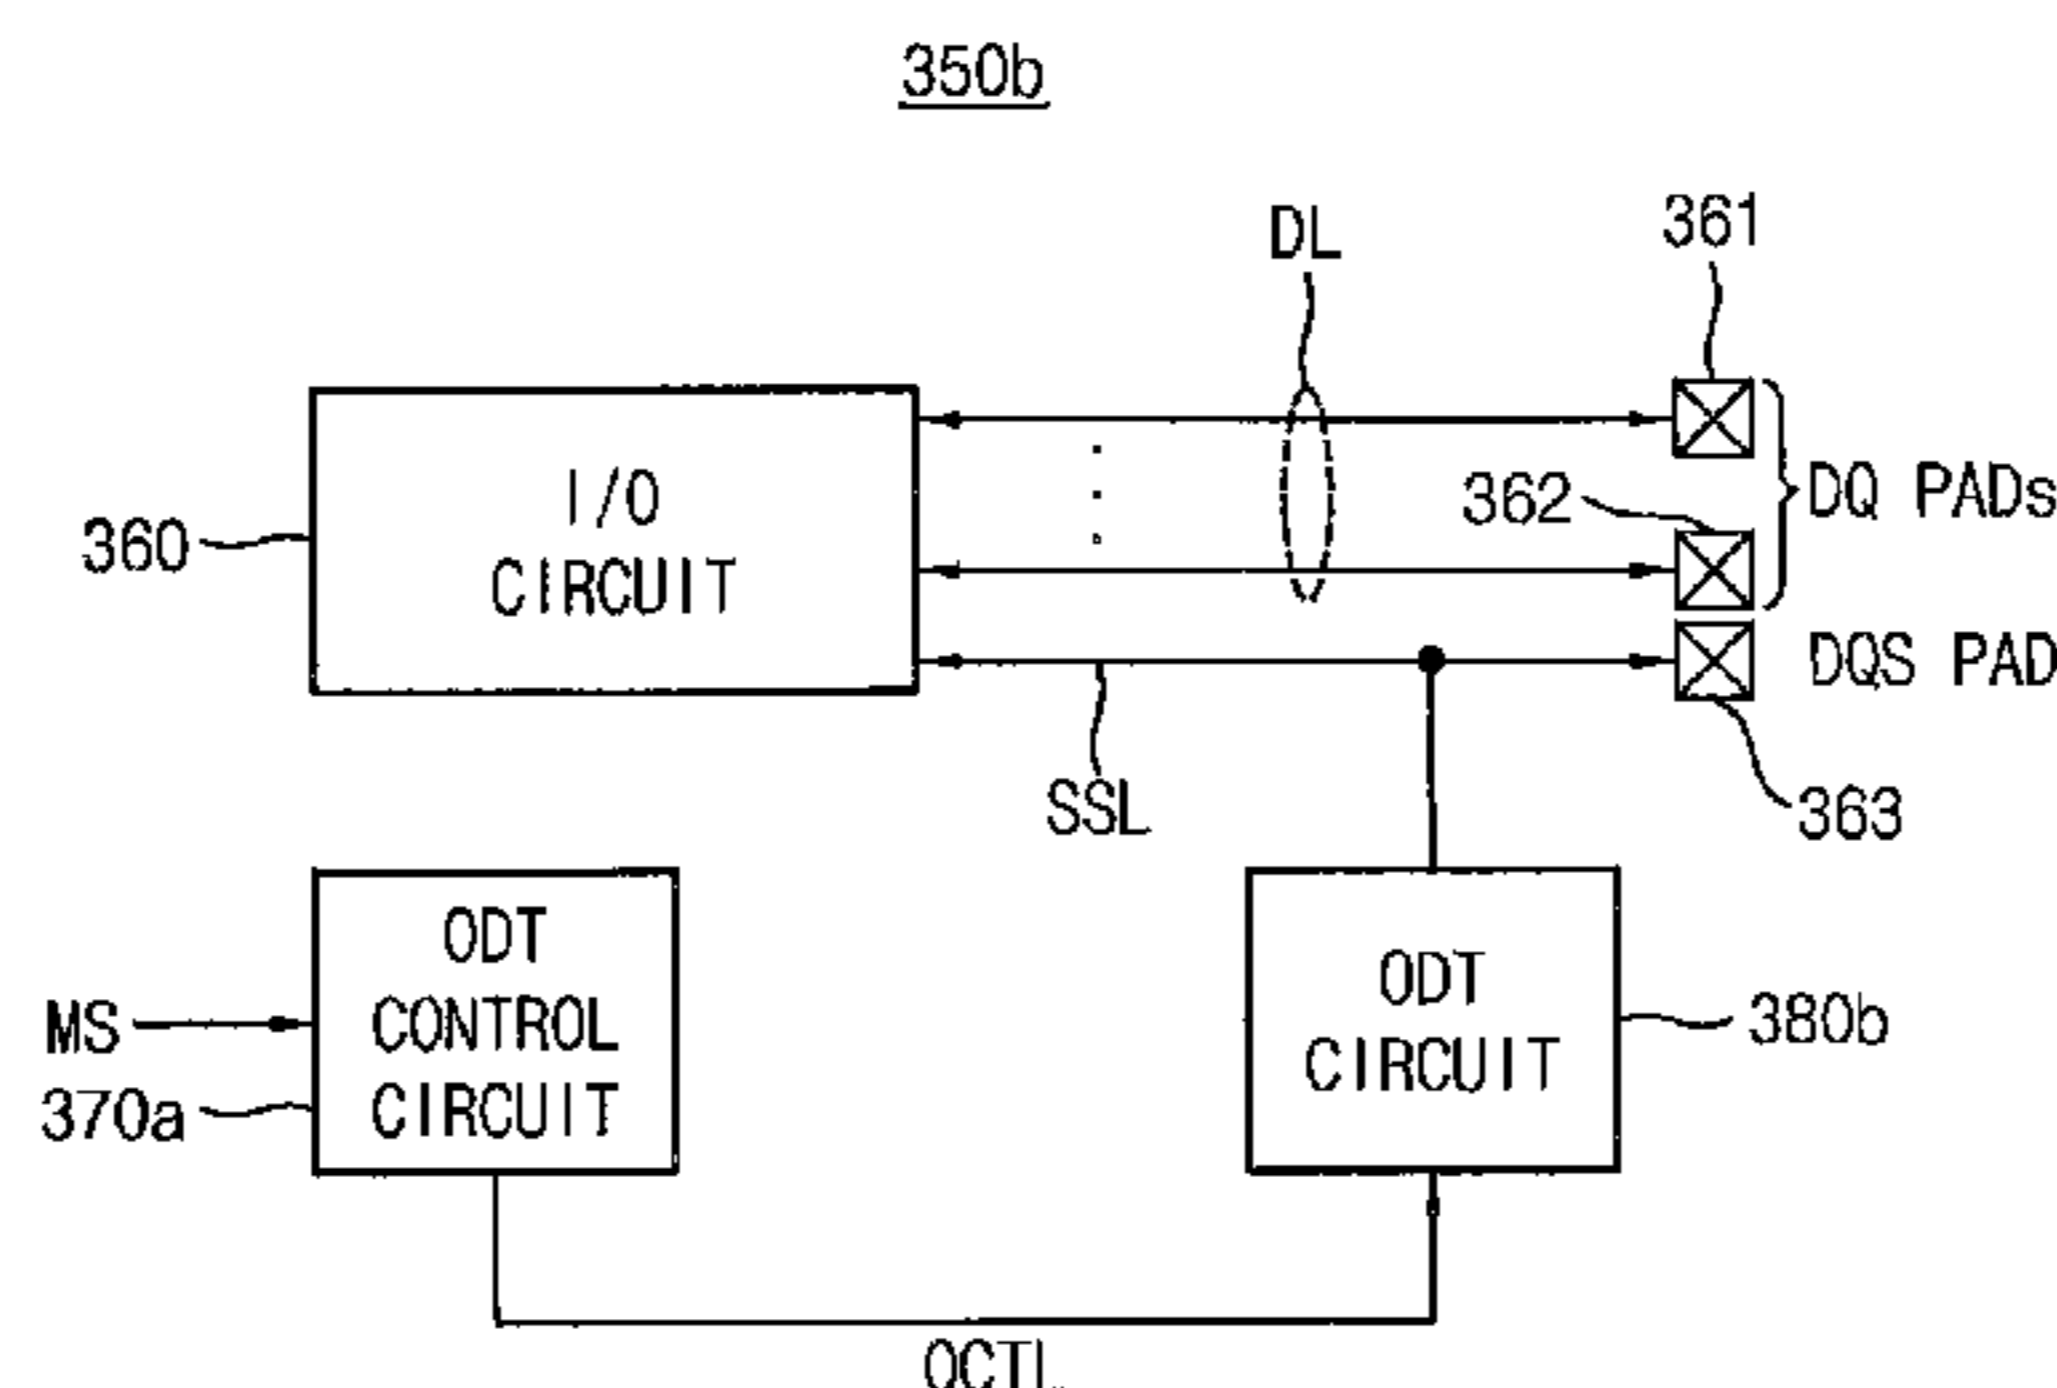 350b
DL
361
I/O
CIRCUIT
360
362
DQ PADs
DQS PAD
SSL
363
ODT
CONTROL
CIRCUIT
MS
370a
ODT
CIRCUIT
380b
OCTL